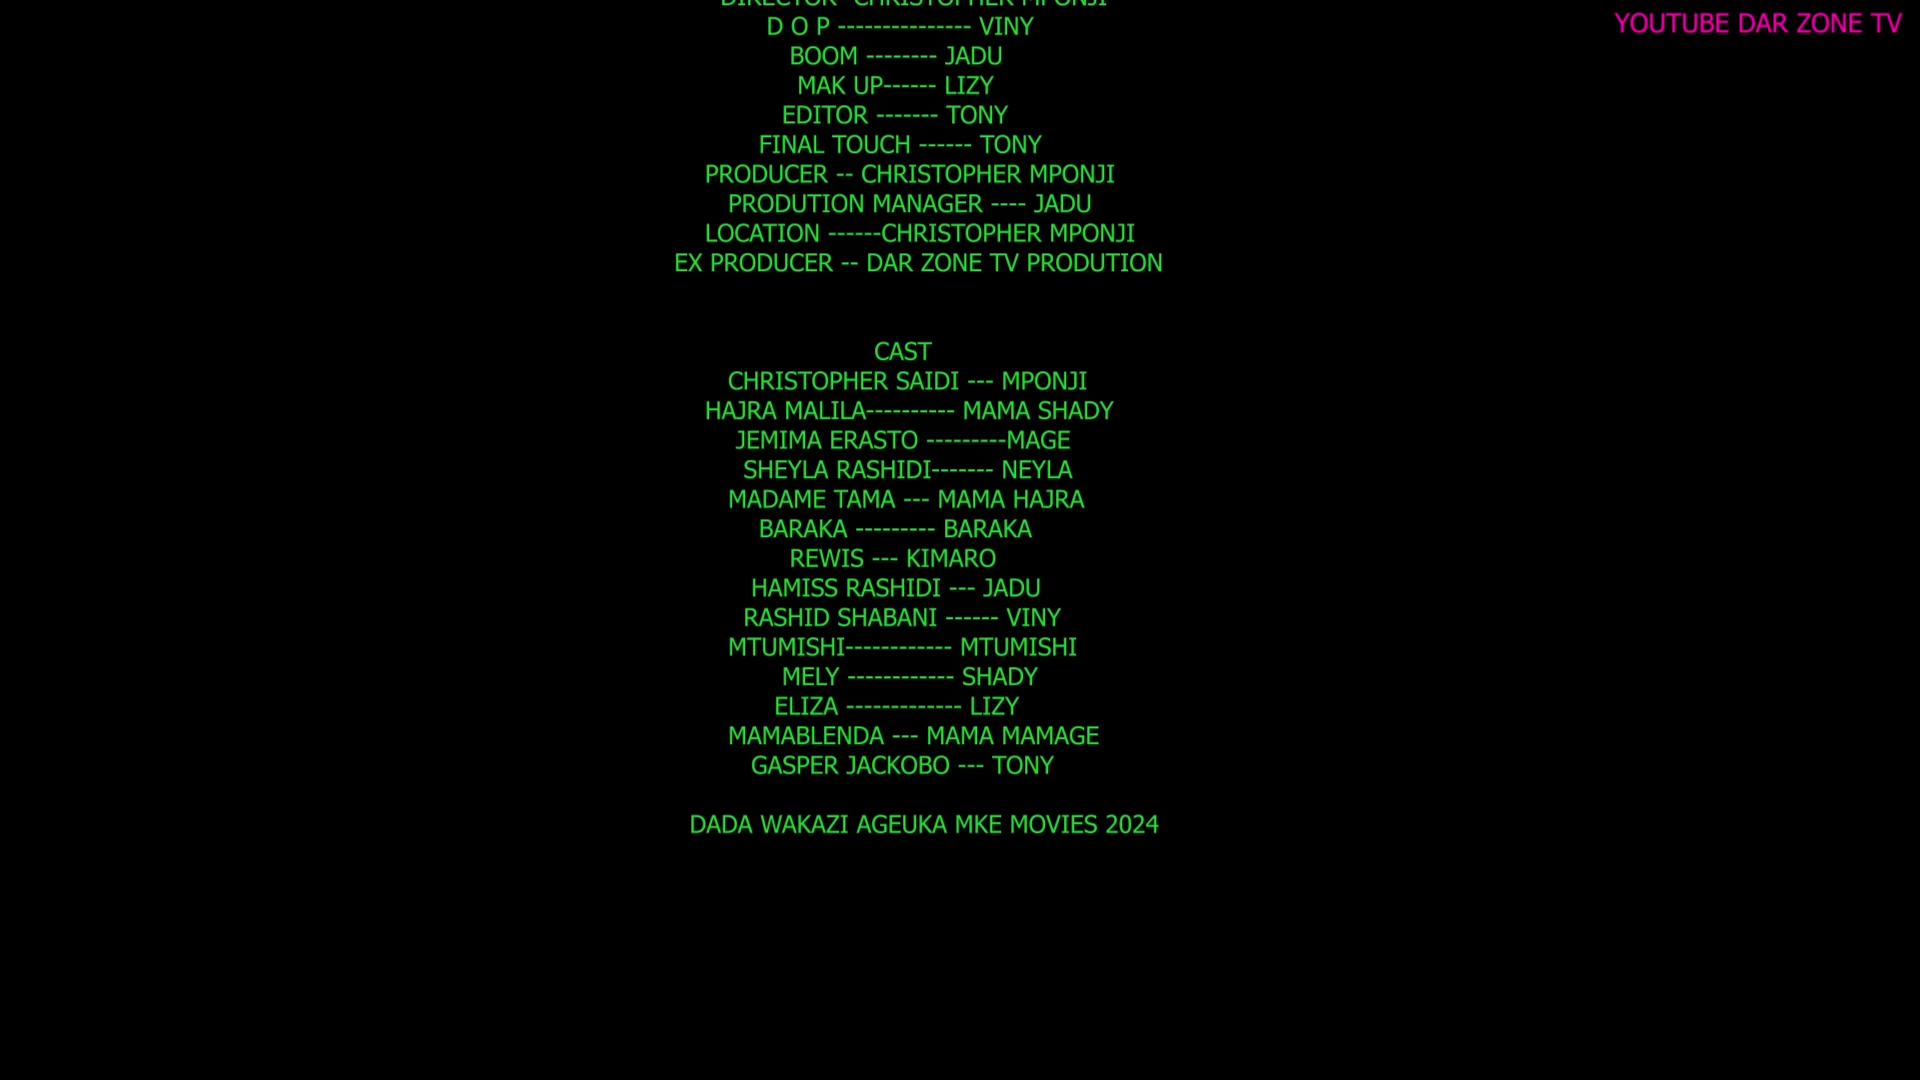 DIRECTOR CHRISTOPHER MPONJI
YOUTUBE DAR ZONE TV
D O P --------------- VINY
BOOM -------- JADU
MAK UP------ LIZY
EDITOR ------- TONY
FINAL TOUCH ------ TONY
PRODUCER -- CHRISTOPHER MPONJI
PRODUTION MANAGER ---- JADU
LOCATION ------CHRISTOPHER MPONJI
EX PRODUCER -- DAR ZONE TV PRODUTION
CAST
CHRISTOPHER SAIDI --- MPONJI
HAJRA MALILA---------- MAMA SHADY
JEMIMA ERASTO ---------MAGE
SHEYLA RASHIDI------- NEYLA
MADAME TAMA --- MAMA HAJRA
BARAKA --------- BARAKA
REWIS --- KIMARO
HAMISS RASHIDI --- JADU
RASHID SHABANI ------ VINY
MTUMISHI------------ MTUMISHI
MELY ------------ SHADY
ELIZA ------------- LIZY
MAMABLENDA --- MAMA MAMAGE
GASPER JACKOBO --- TONY
DADA WAKAZI AGEUKA MKE MOVIES 2024